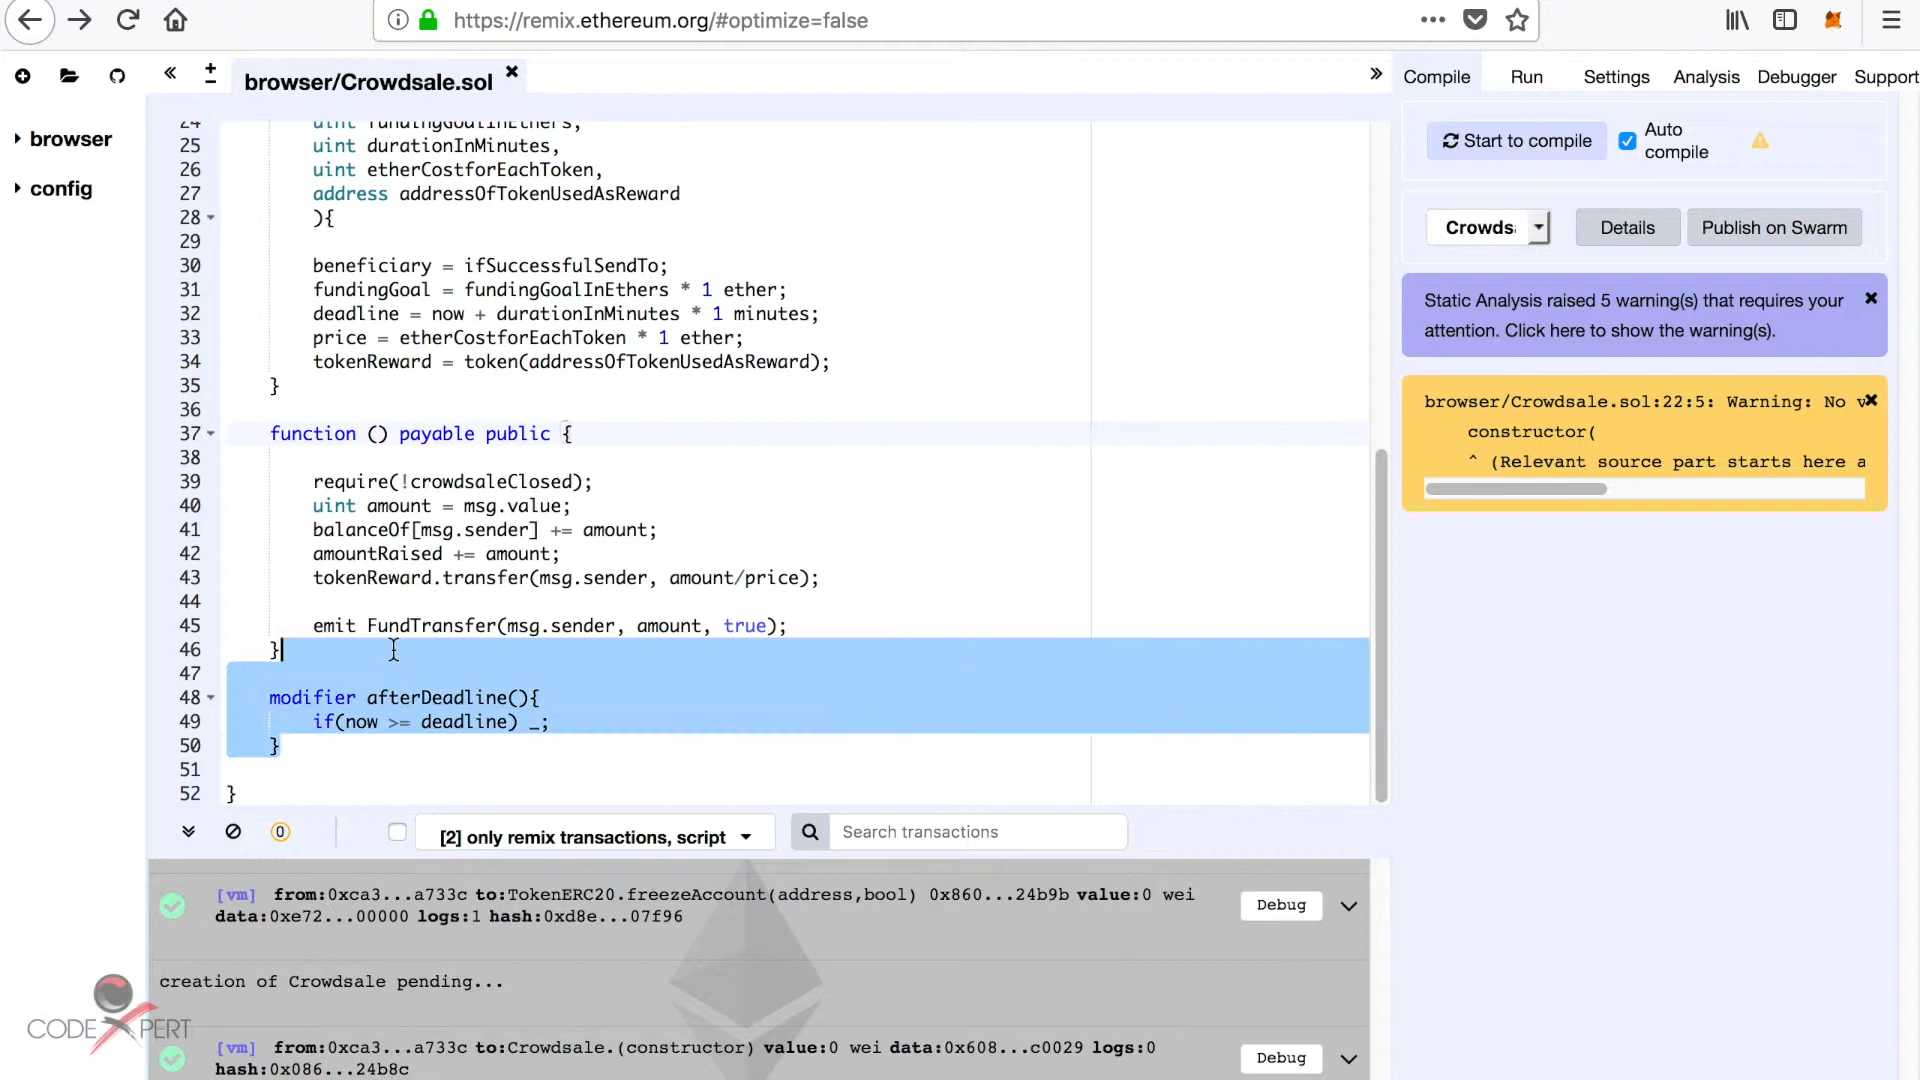 https://remix.ethereum.org/#optimize=false
browser/Crowdsale.sol
Compile
Run
Settings
Analysis
Debugger
Support
browser
config
24 uint fundingGoalInEthers,
25 uint durationInMinutes,
26 uint etherCostforEachToken,
27 address addressOfTokenUsedAsReward
28 ){
29
30 beneficiary = ifSuccessfulSendTo;
31 fundingGoal = fundingGoalInEthers * 1 ether;
32 deadline = now + durationInMinutes * 1 minutes;
33 price = etherCostforEachToken * 1 ether;
34 tokenReward = token(addressOfTokenUsedAsReward);
35 }
36
37 function () payable public {
38
39 require(!crowdsaleClosed);
40 uint amount = msg.value;
41 balanceOf[msg.sender] += amount;
42 amountRaised += amount;
43 tokenReward.transfer(msg.sender, amount/price);
44
45 emit FundTransfer(msg.sender, amount, true);
46 }
47
48 modifier afterDeadline(){
49 if(now >= deadline) _;
50 }
51
52 }
Start to compile
Auto
compile
Crowds
Details
Publish on Swarm
Static Analysis raised 5 warning(s) that requires your
attention. Click here to show the warning(s).
browser/Crowdsale.sol:22:5: Warning: No v
constructor(
^ (Relevant source part starts here a
0
[2] only remix transactions, script
Search transactions
[vm] from:0xca3...a733c to:TokenERC20.freezeAccount(address,bool) 0x860...24b9b value:0 wei
data:0xe72...00000 logs:1 hash:0xd8e...07f96
Debug
creation of Crowdsale pending...
[vm] from:0xca3...a733c to:Crowdsale.(constructor) value:0 wei data:0x608...c0029 logs:0
hash:0x086...24b8c
Debug
CODEXPERT